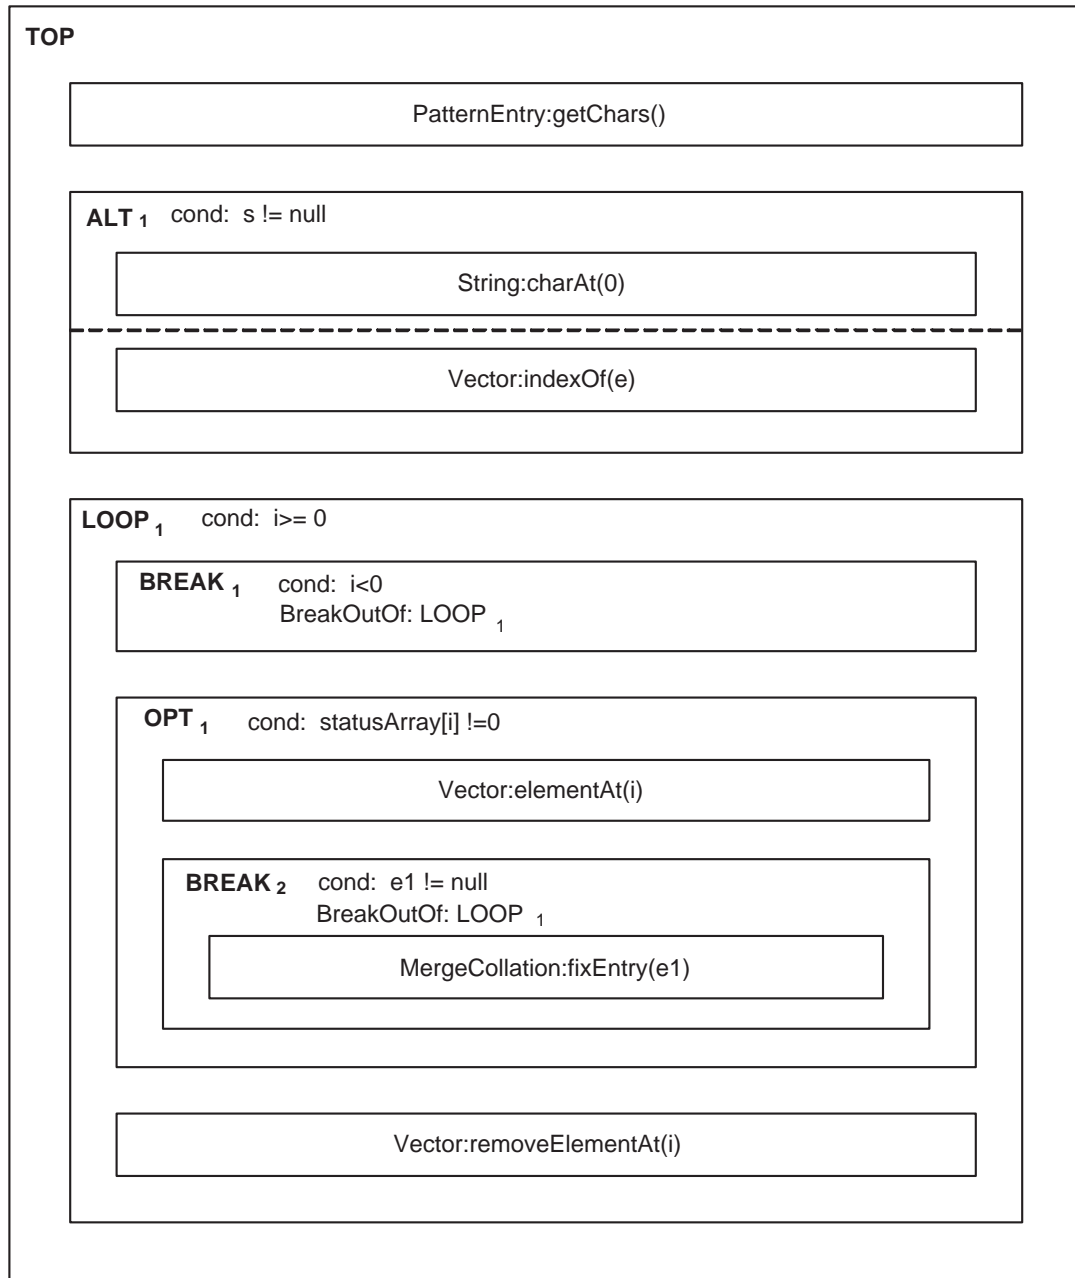 TOP
PatternEntry:getChars()
ALT 1 cond: s != null
String:charAt(0)
Vector:indexOf(e)
LOOP 1 cond: i>= 0
BREAK 1 cond: i<0
BreakOutOf: LOOP 1
OPT 1 cond: statusArray[i] !=0
Vector:elementAt(i)
BREAK 2 cond: e1 != null
BreakOutOf: LOOP 1
MergeCollation:fixEntry(e1)
Vector:removeElementAt(i)